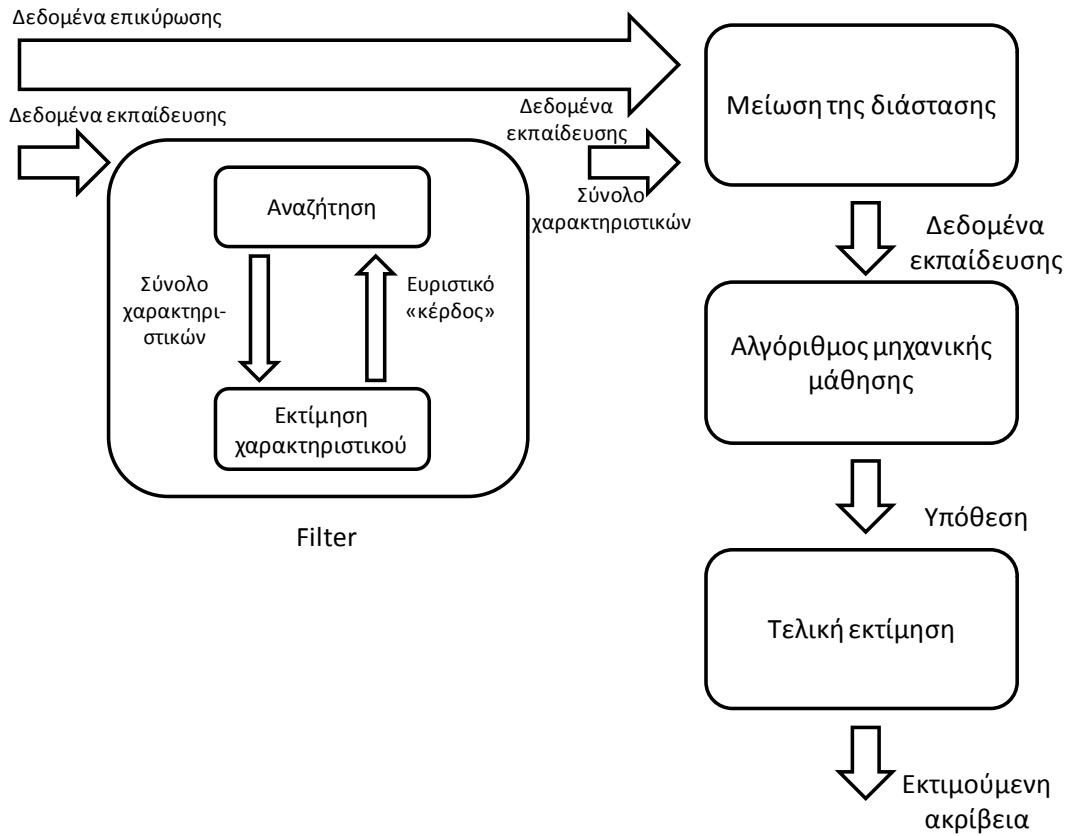 Δεδομένα επικύρωσης
Δεδομένα εκπαίδευσης
Αναζήτηση
Σύνολο
χαρακτηρι-
στικών
Ευριστικό
«κέρδος»
Εκτίμηση
χαρακτηριστικού
Filter
Δεδομένα
εκπαίδευσης
Σύνολο
χαρακτηριστικών
Μείωση της διάστασης
Δεδομένα
εκπαίδευσης
Αλγόριθμος μηχανικής
μάθησης
Υπόθεση
Τελική εκτίμηση
Εκτιμούμενη
ακρίβεια